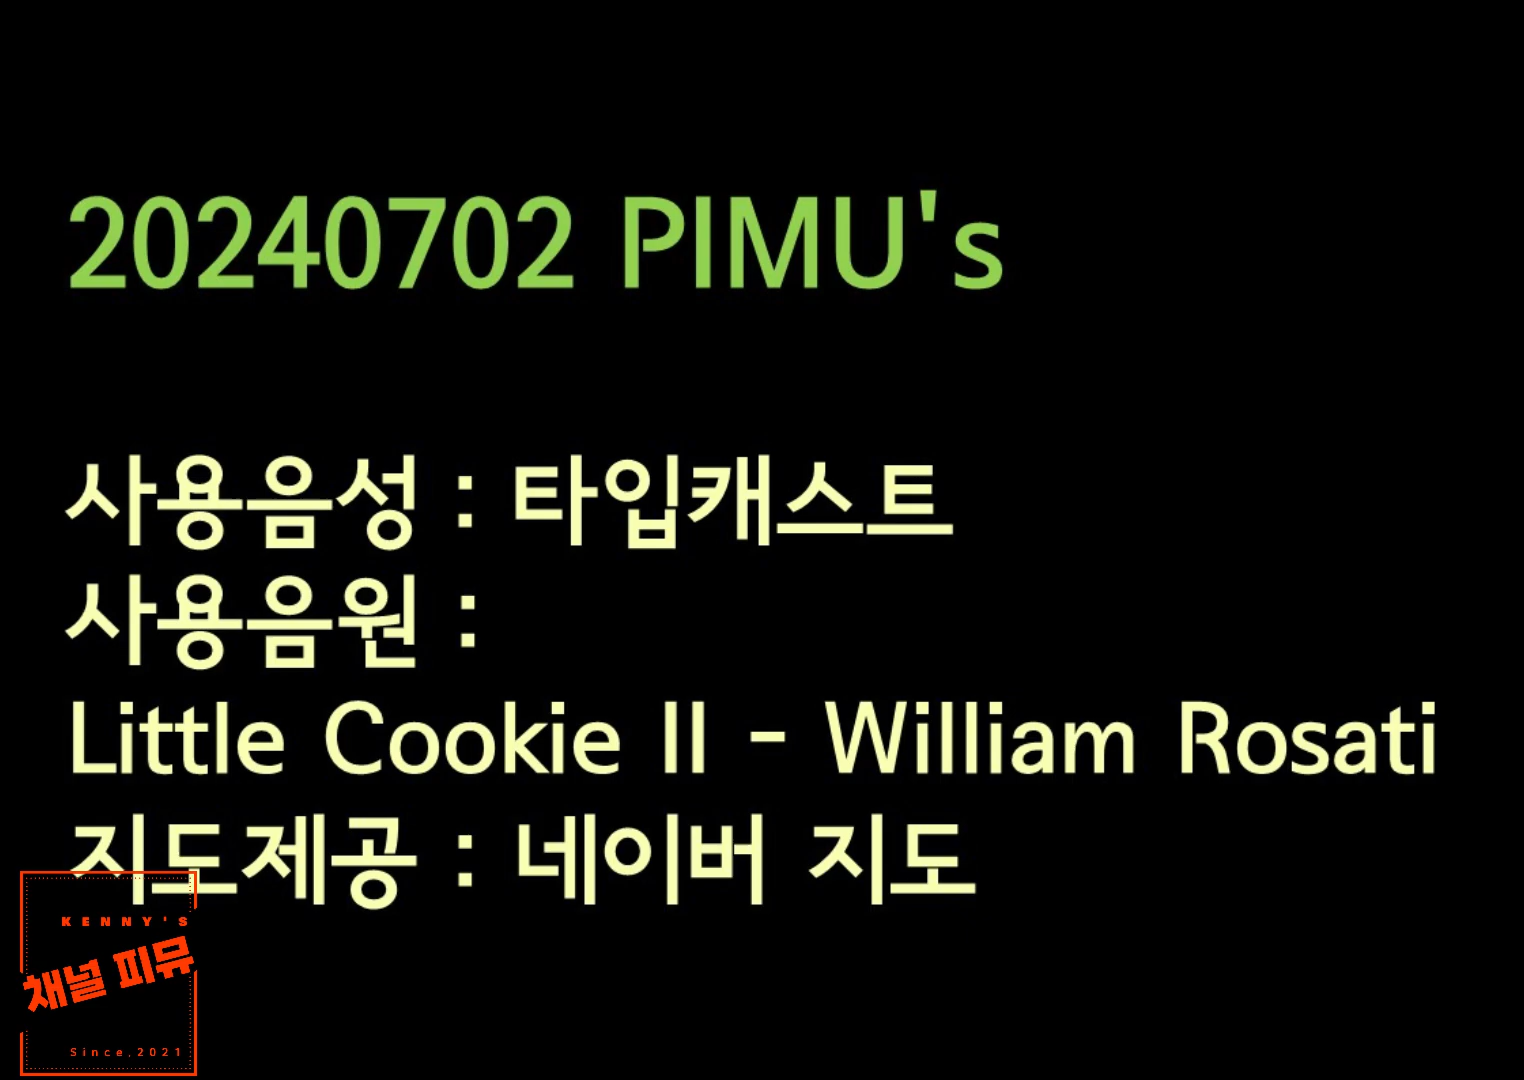 20240702 PIMU's
사용음성 : 타입캐스트
사용음원 :
Little Cookie II - William Rosati
지도제공 : 네이버 지도
KENNY'S
채널 피뮤
Since,2021